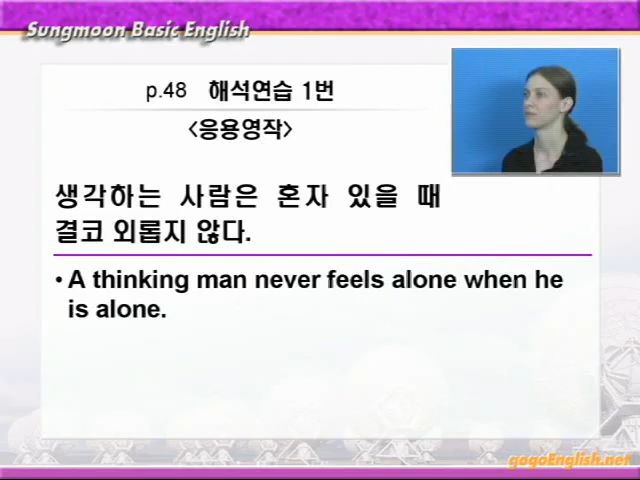 Sungmoon Basic English
p.48 해석연습 1번
<응용영작>
생각하는 사람은 혼자 있을 때
결코 외롭지 않다.
• A thinking man never feels alone when he
is alone.
gogoEnglish.net